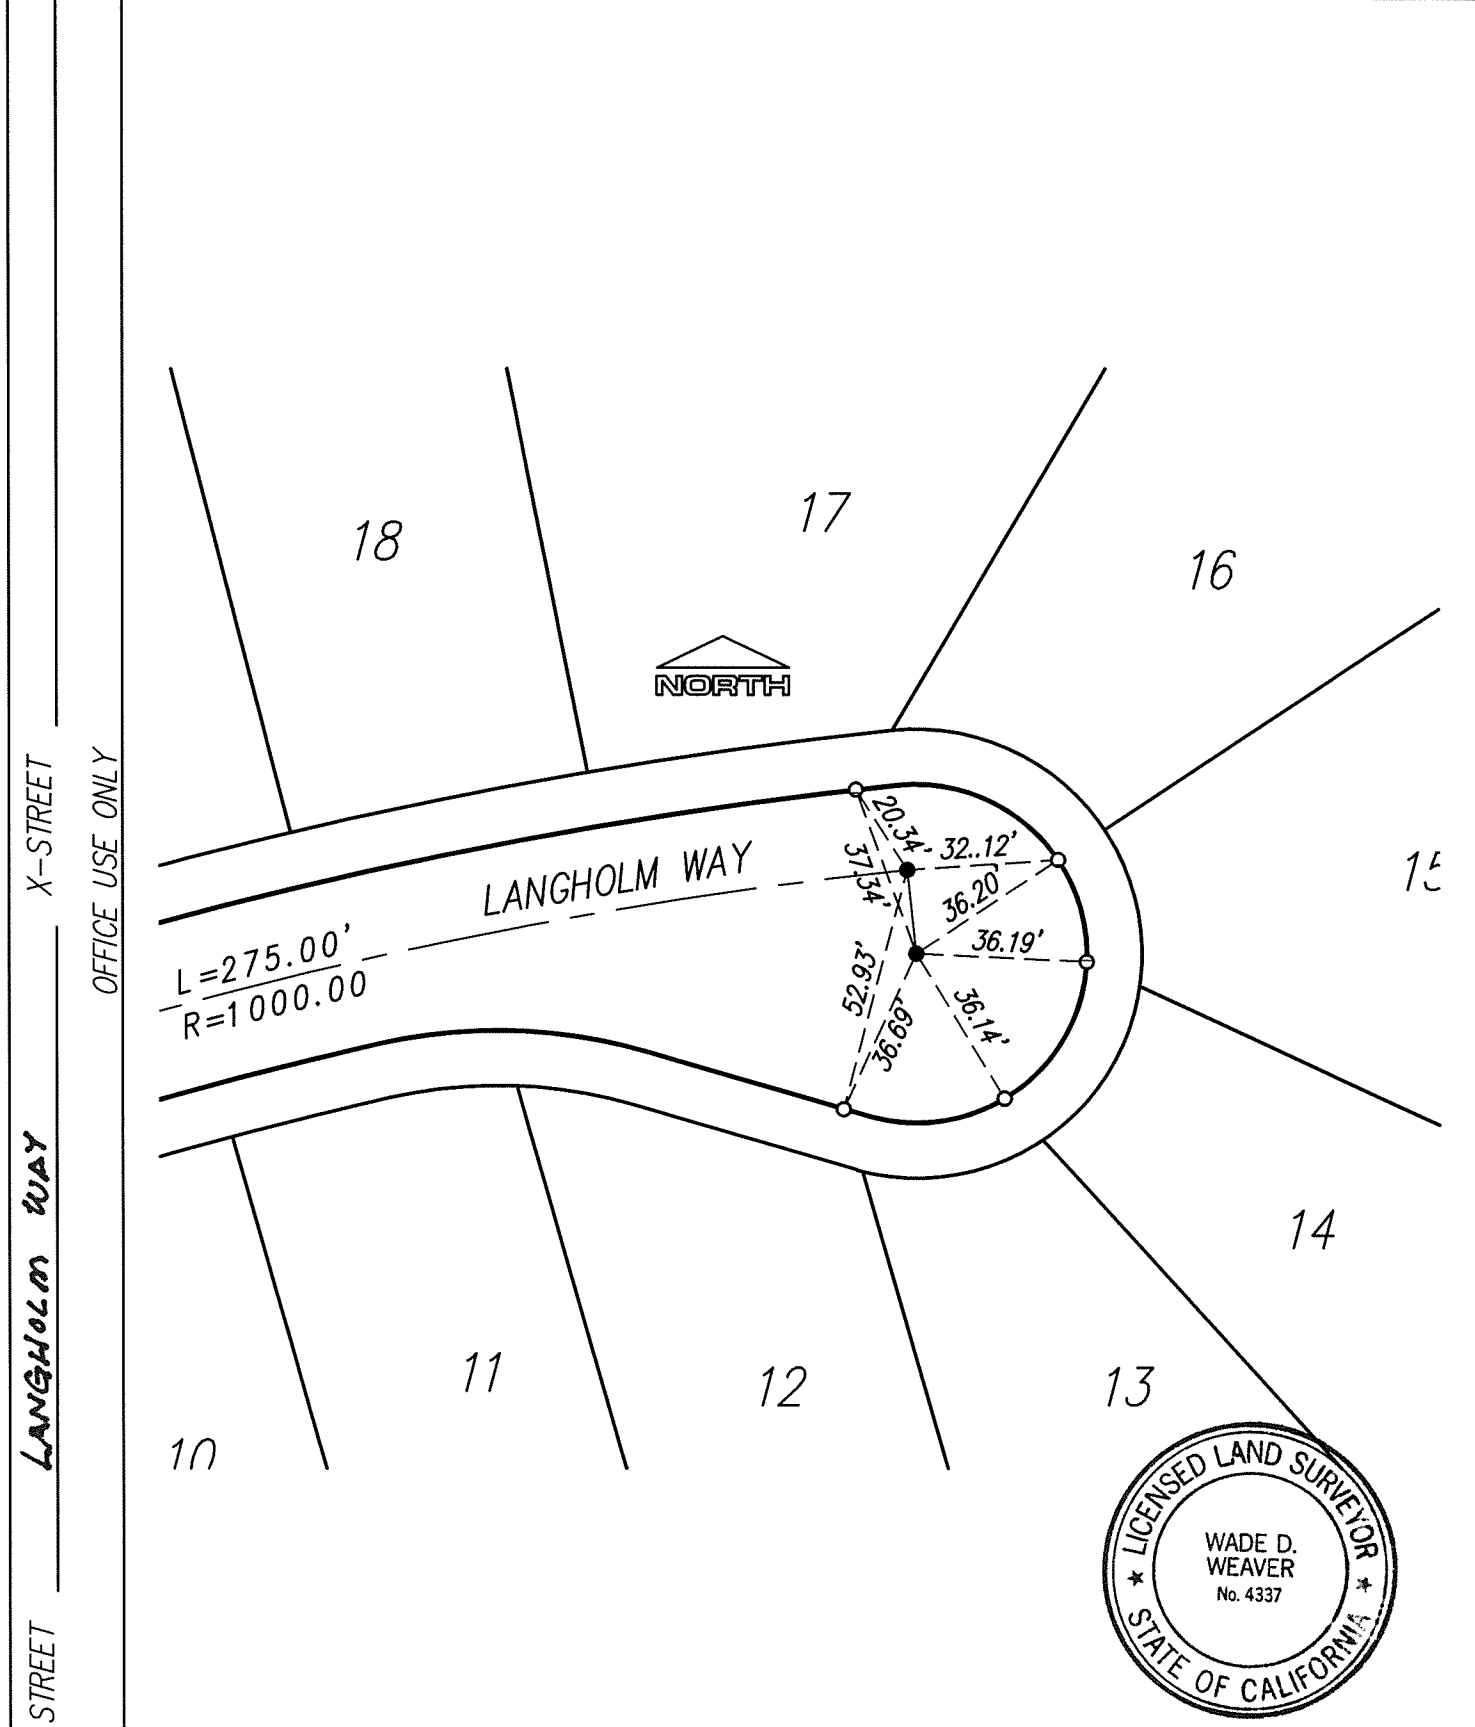 X-STREET
OFFICE USE ONLY
STREET
LANGHOLM WAY
18
17
16
NORTH
LANGHOLM WAY
L=275.00'
R=1000.00
20.34'
32..12'
37.34'
36.20'
36.19'
52.93'
36.69'
36.14'
14
11
12
13
10
LICENSED LAND SURVEYOR
WADE D.
WEAVER
No. 4337
STATE OF CALIFORNIA